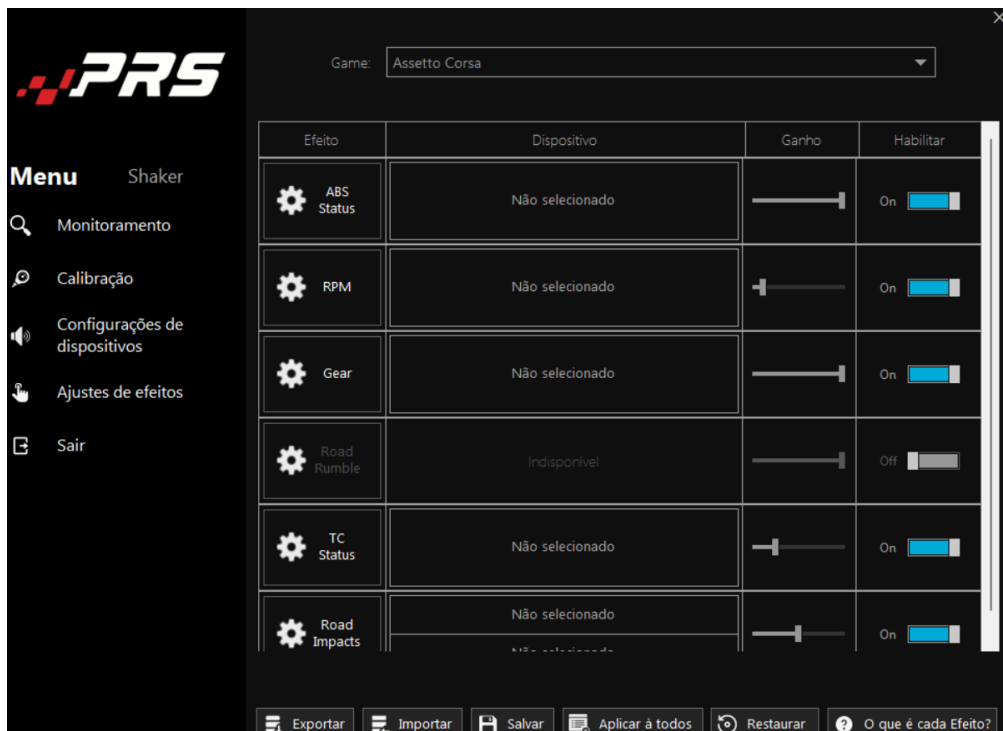 PRS
Game: Assetto Corsa
Efeito Dispositivo Ganho Habilitar
Menu Shaker
Monitoramento
Calibração
Configurações de
dispositivos
Ajustes de efeitos
Sair
ABS
Status
Não selecionado
On
RPM
Não selecionado
On
Gear
Não selecionado
On
Road
Rumble
Indisponível
Off
TC
Status
Não selecionado
On
Road
Impacts
Não selecionado
On
Não selecionado
Exportar Importar Salvar Aplicar à todos Restaurar O que é cada Efeito?